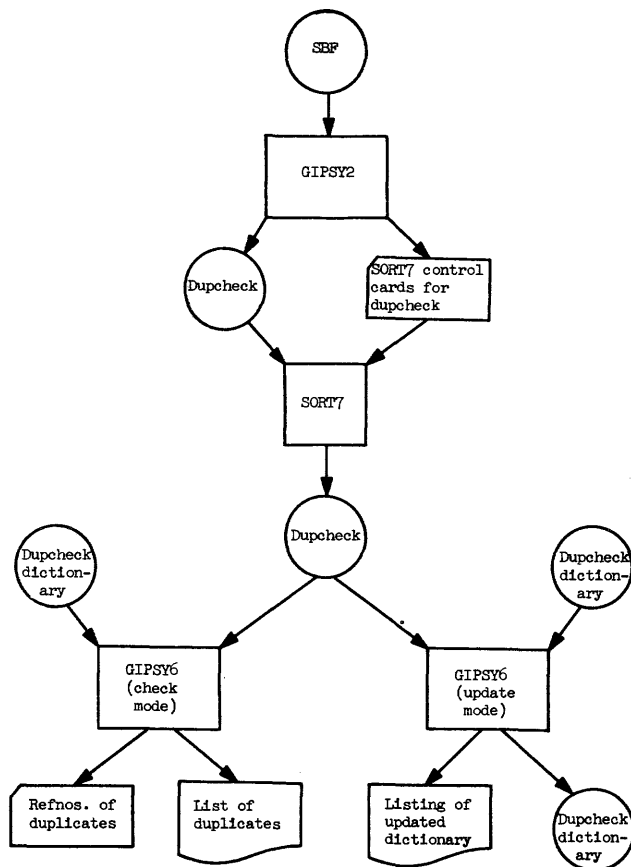 SBF
GIPSY2
Dupcheck
SORT7 control
cards for
dupcheck
SORT7
Dupcheck
Dupcheck
diction-
ary
Dupcheck
diction-
ary
GIPSY6
(check
mode)
GIPSY6
(update
mode)
Refnos. of
duplicates
List of
duplicates
Listing of
updated
dictionary
Dupcheck
diction-
ary